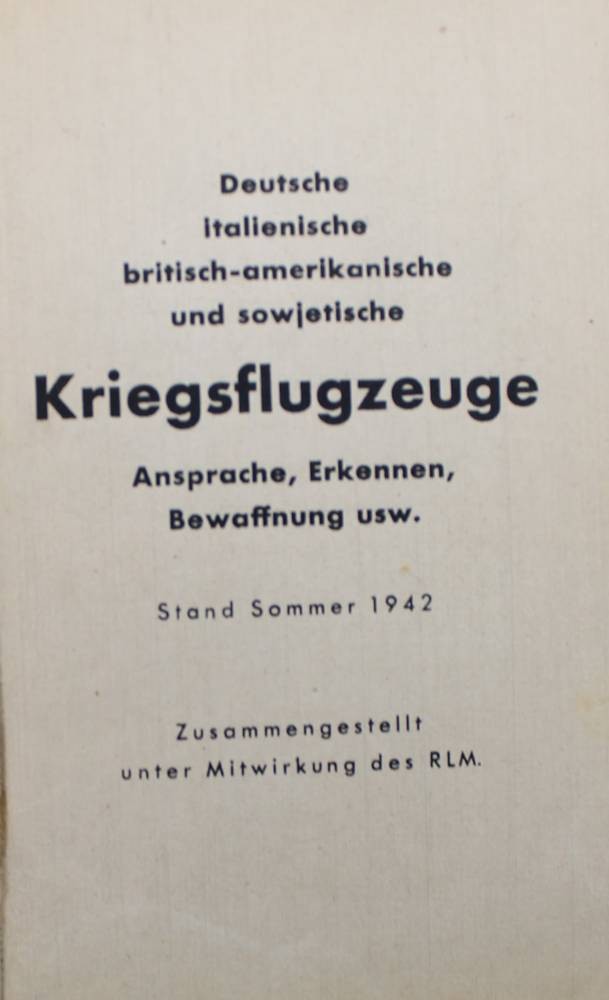 Deutsche
italienische
britisch-amerikanische
und sowjetische
Kriegsflugzeuge
Ansprache, Erkennen,
Bewaffnung usw.
Stand Sommer 1942
Zusammengestellt
unter Mitwirkung des RLM.